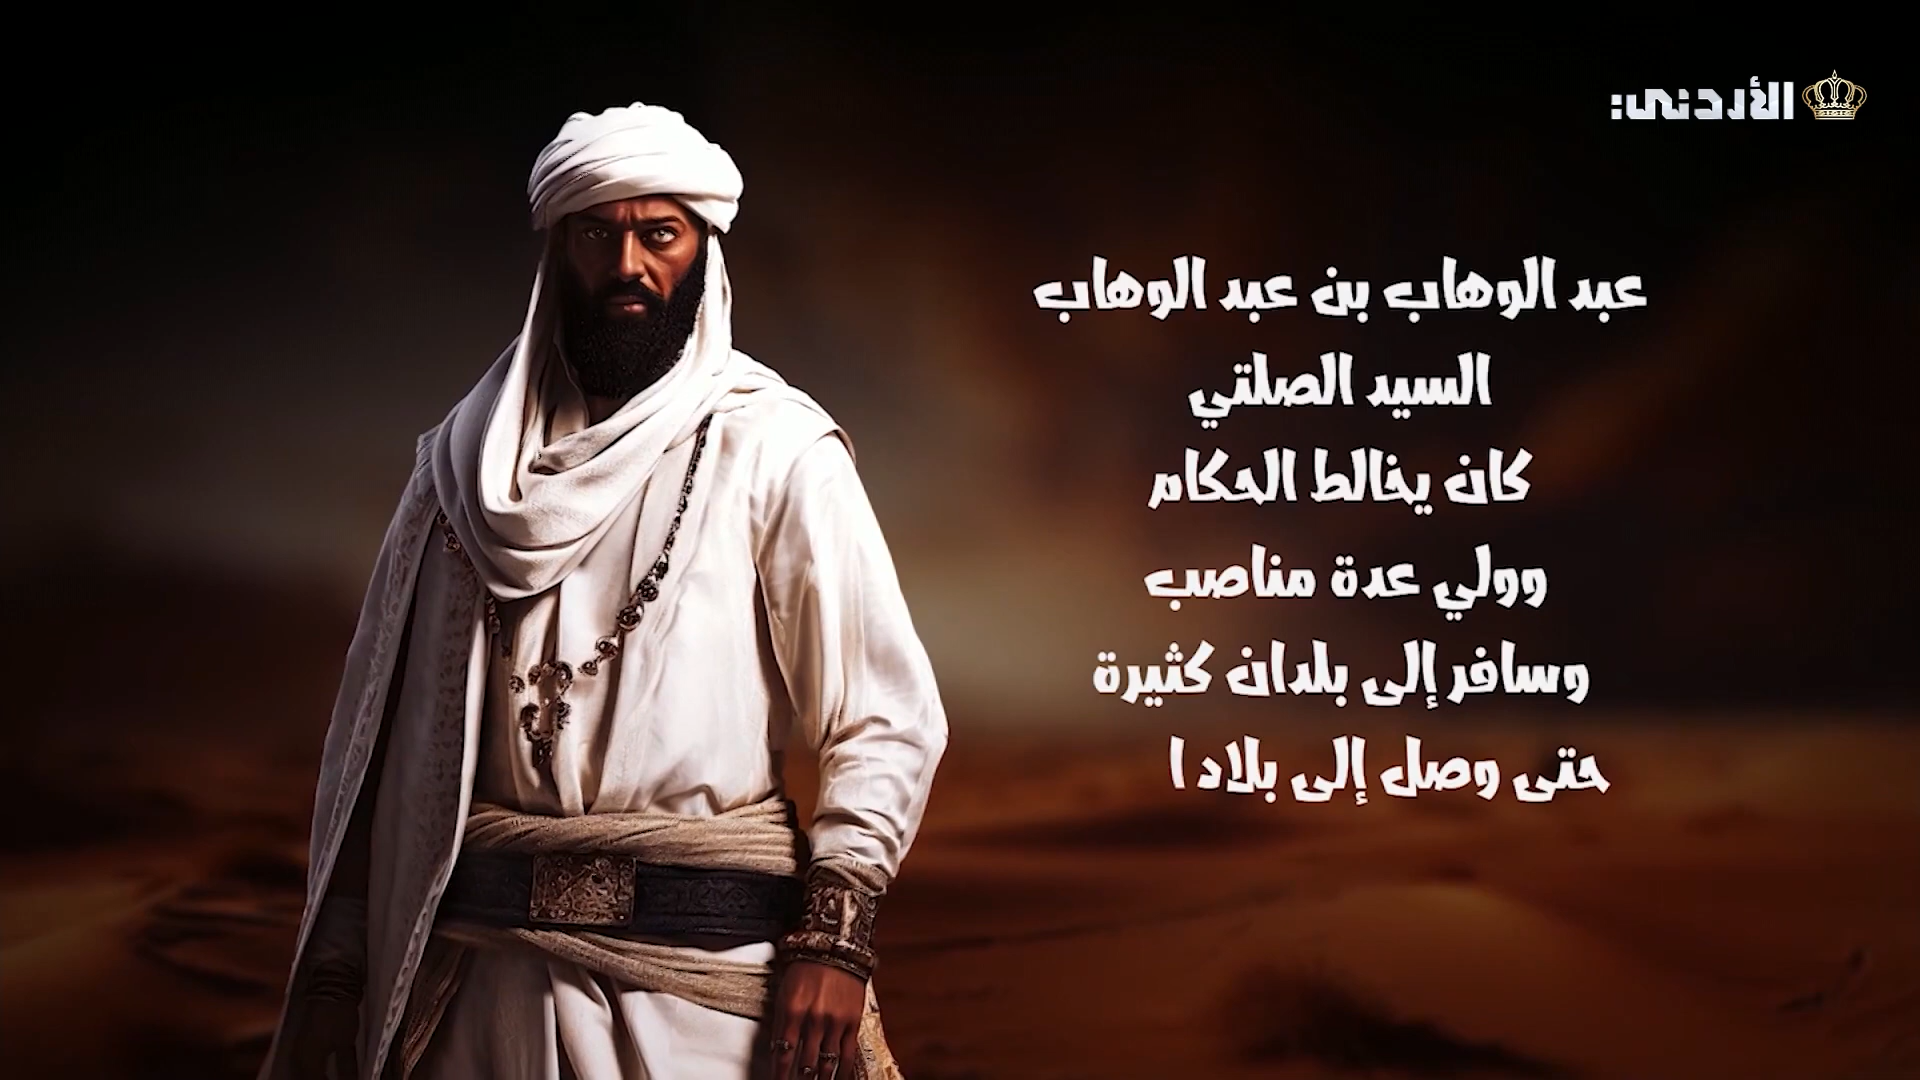 الأردني:
عبد الوهاب بن عبد الوهاب
السيد الصلتي
كان يخالط الحكام
وولي عدة مناصب
وسافر إلى بلدان كثيرة
حتى وصل إلى بلاد ا